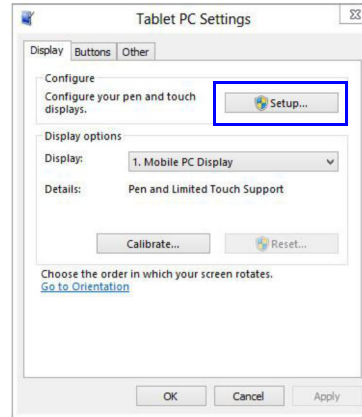 Tablet PC Settings
Display Buttons Other
Configure
Configure your pen and touch
displays.
Setup...
Display options
Display:
1. Mobile PC Display
Details:
Pen and Limited Touch Support
Calibrate...
Reset...
Choose the order in which your screen rotates.
Go to Orientation
OK
Cancel
Apply